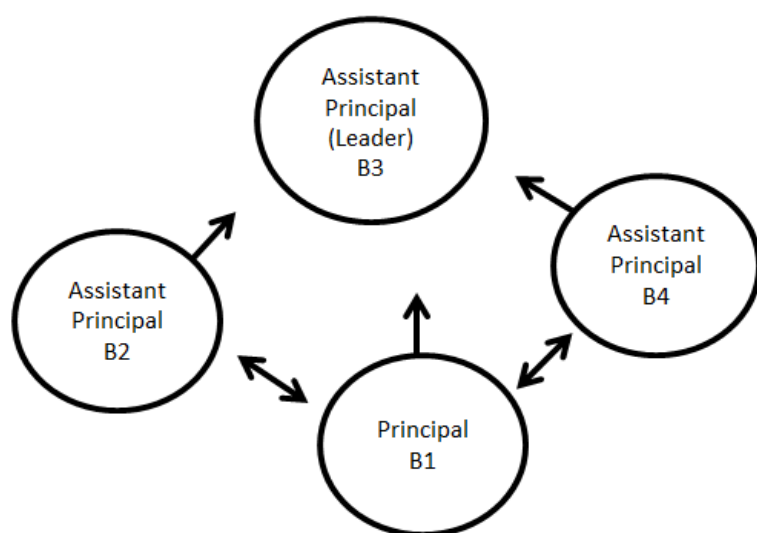 Assistant
Principal
(Leader)
B3
Assistant
Principal
B4
Assistant
Principal
B2
Principal
B1